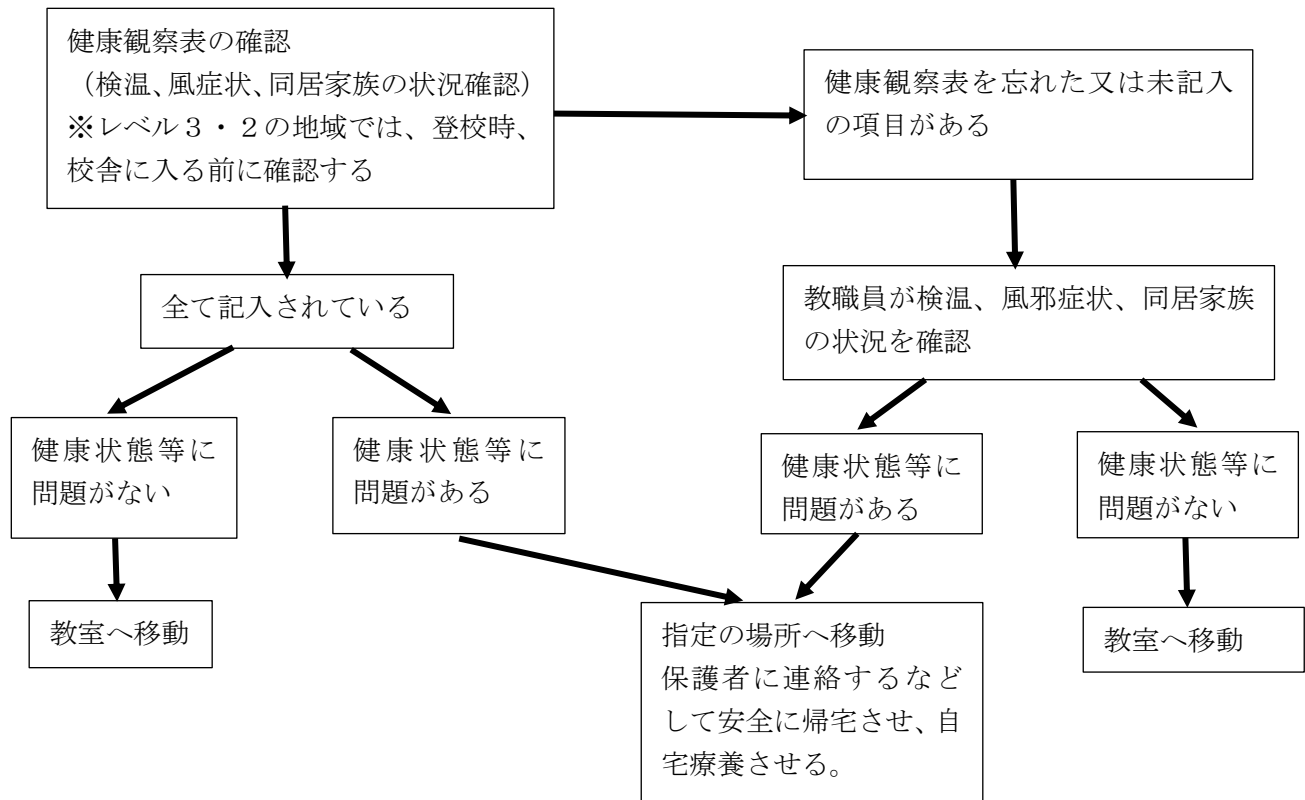 健康観察表の確認
（検温、風症状、同居家族の状況確認）
※レベル３・２の地域では、登校時、
校舎に入る前に確認する
健康観察表を忘れた又は未記入
の項目がある
全て記入されている
教職員が検温、風邪症状、同居家族
の状況を確認
健康状態等に
問題がない
健康状態等に
問題がある
健康状態等に
問題がある
健康状態等に
問題がない
教室へ移動
指定の場所へ移動
保護者に連絡するなど
して安全に帰宅させ、自
宅療養させる。
教室へ移動